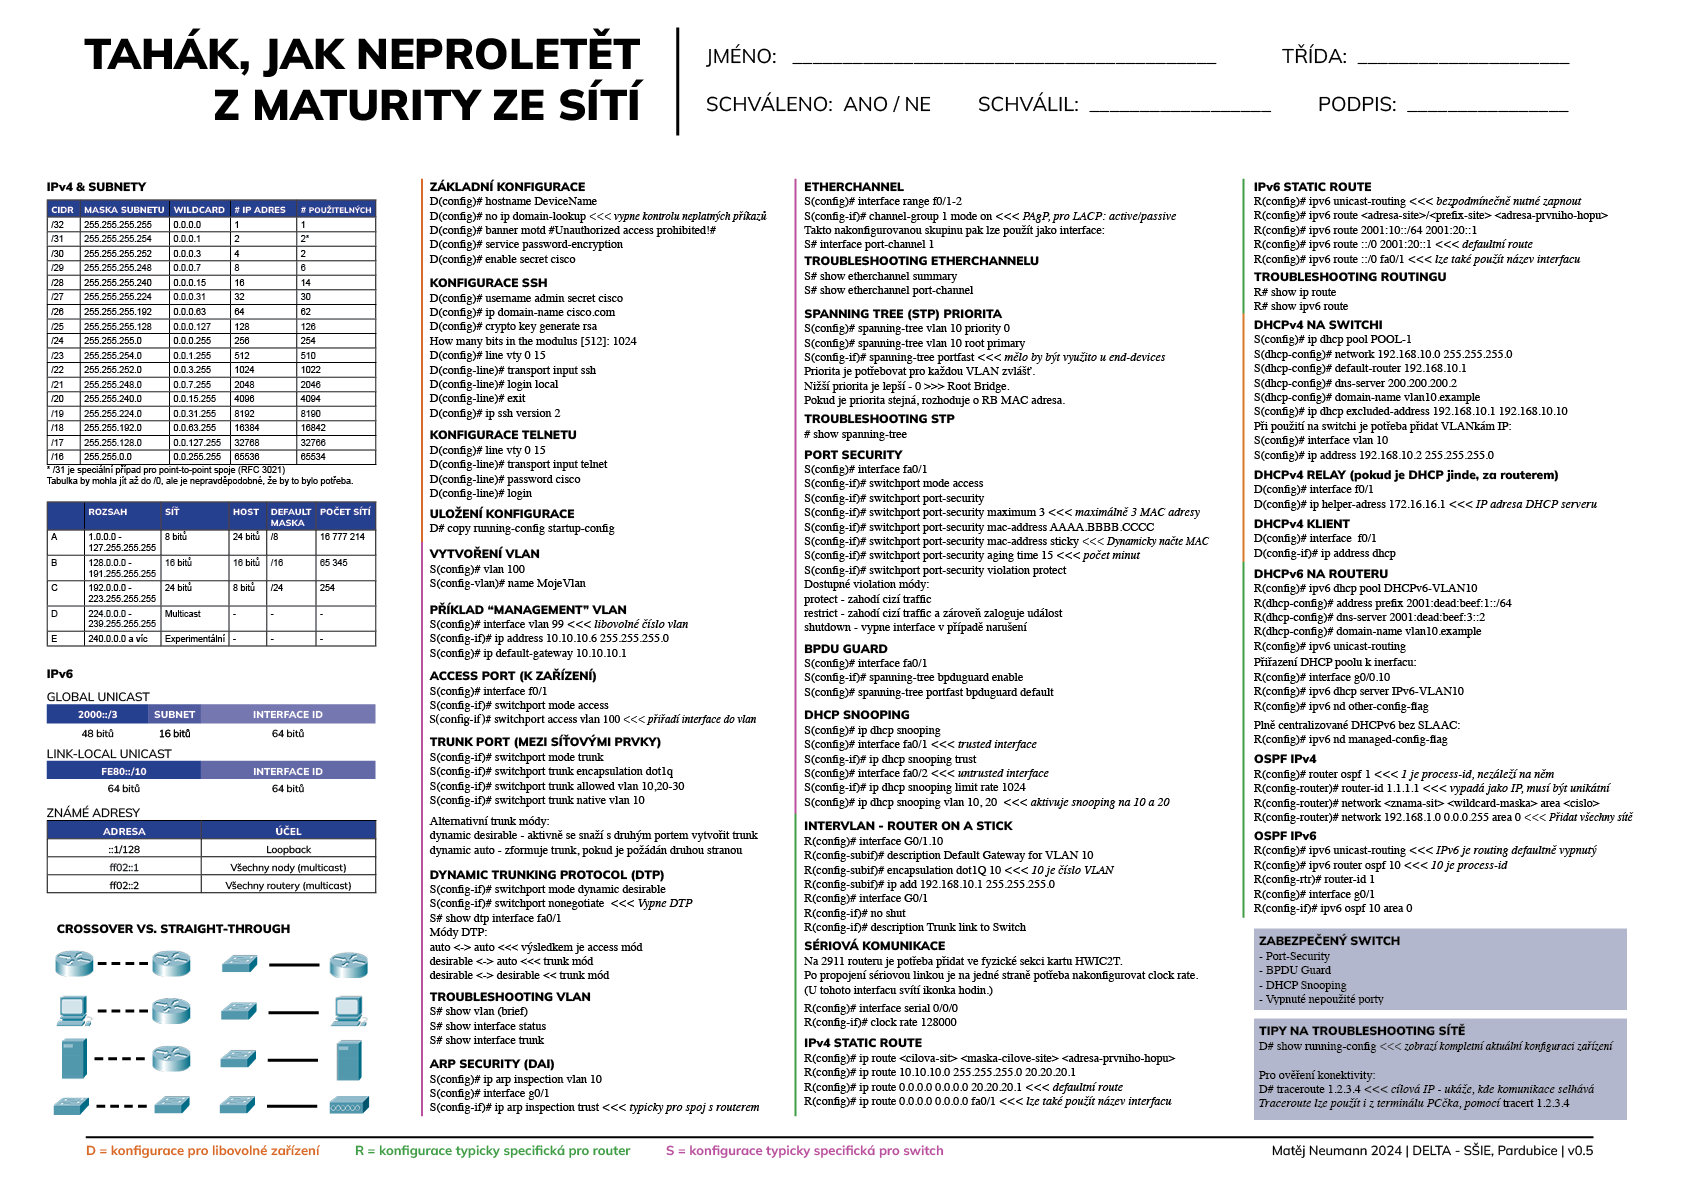 TAHÁK, JAK NEPROLETĚT
Z MATURITY ZE SÍTÍ
JMÉNO: ________________________________________ TŘÍDA: ____________________
SCHVÁLENO: ANO / NE SCHVÁLIL: _________________ PODPIS: _______________
IPv4 & SUBNETY
CIDR MASKA SUBNETU WILDCARD # IP ADRES # POUŽITELNÝCH
/32 255.255.255.255 0.0.0.0 1 1
/31 255.255.255.254 0.0.0.1 2 2*
/30 255.255.255.252 0.0.0.3 4 2
/29 255.255.255.248 0.0.0.7 8 6
/28 255.255.255.240 0.0.0.15 16 14
/27 255.255.255.224 0.0.0.31 32 30
/26 255.255.255.192 0.0.0.63 64 62
/25 255.255.255.128 0.0.0.127 128 126
/24 255.255.255.0 0.0.0.255 256 254
/23 255.255.254.0 0.0.1.255 512 510
/22 255.255.252.0 0.0.3.255 1024 1022
/21 255.255.248.0 0.0.7.255 2048 2046
/20 255.255.240.0 0.0.15.255 4096 4094
/19 255.255.224.0 0.0.31.255 8192 8190
/18 255.255.192.0 0.0.63.255 16384 16842
/17 255.255.128.0 0.0.127.255 32768 32766
/16 255.255.0.0 0.0.255.255 65536 65534
* /31 je speciální případ pro point-to-point spoje (RFC 3021)
Tabulka by mohla jít až do /0, ale je nepravděpodobné, že by to bylo potřeba.
ROZSAH SÍŤ HOST DEFAULT MASKA POČET SÍTÍ
A 1.0.0.0 - 127.255.255.255 8 bitů 24 bitů /8 16 777 214
B 128.0.0.0 - 191.255.255.255 16 bitů 16 bitů /16 65 345
C 192.0.0.0 - 223.255.255.255 24 bitů 8 bitů /24 254
D 224.0.0.0 - 239.255.255.255 Multicast - - -
E 240.0.0.0 a víc Experimentální - - -
IPv6
GLOBAL UNICAST
2000::/3 SUBNET INTERFACE ID
48 bitů 16 bitů 64 bitů
LINK-LOCAL UNICAST
FE80::/10 INTERFACE ID
64 bitů 64 bitů
ZNÁMÉ ADRESY
ADRESA ÚČEL
::1/128 Loopback
ff02::1 Všechny nody (multicast)
ff02::2 Všechny routery (multicast)
CROSSOVER VS. STRAIGHT-THROUGH
ZÁKLADNÍ KONFIGURACE
D(config)# hostname DeviceName
D(config)# no ip domain-lookup <<< vypne kontrolu neplatných příkazů
D(config)# banner motd #Unauthorized access prohibited!#
D(config)# service password-encryption
D(config)# enable secret cisco
KONFIGURACE SSH
D(config)# username admin secret cisco
D(config)# ip domain-name cisco.com
D(config)# crypto key generate rsa
How many bits in the modulus [512]: 1024
D(config)# line vty 0 15
D(config-line)# transport input ssh
D(config-line)# login local
D(config-line)# exit
D(config)# ip ssh version 2
KONFIGURACE TELNETU
D(config)# line vty 0 15
D(config-line)# transport input telnet
D(config-line)# password cisco
D(config-line)# login
ULOŽENÍ KONFIGURACE
D# copy running-config startup-config
VYTVOŘENÍ VLAN
S(config)# vlan 100
S(config-vlan)# name MojeVlan
PŘÍKLAD “MANAGEMENT” VLAN
S(config)# interface vlan 99 <<< libovolné číslo vlan
S(config-if)# ip address 10.10.10.6 255.255.255.0
S(config-if)# ip default-gateway 10.10.10.1
ACCESS PORT (K ZAŘÍZENÍ)
S(config)# interface f0/1
S(config-if)# switchport mode access
S(config-if)# switchport access vlan 100 <<< přiřadí interface do vlan
TRUNK PORT (MEZI SÍŤOVÝMI PRVKY)
S(config-if)# switchport mode trunk
S(config-if)# switchport trunk encapsulation dot1q
S(config-if)# switchport trunk allowed vlan 10,20-30
S(config-if)# switchport trunk native vlan 10
Alternativní trunk módy:
dynamic desirable - aktivně se snaží s druhým portem vytvořit trunk
dynamic auto - zformuje trunk, pokud je požádán druhou stranou
DYNAMIC TRUNKING PROTOCOL (DTP)
S(config-if)# switchport mode dynamic desirable
S(config-if)# switchport nonegotiate <<< Vypne DTP
S# show dtp interface fa0/1
Módy DTP:
auto <-> auto <<< výsledkem je access mód
desirable <-> auto <<< trunk mód
desirable <-> desirable << trunk mód
TROUBLESHOOTING VLAN
S# show vlan (brief)
S# show interface status
S# show interface trunk
ARP SECURITY (DAI)
S(config)# ip arp inspection vlan 10
S(config)# interface g0/1
S(config-if)# ip arp inspection trust <<< typicky pro spoj s routerem
ETHERCHANNEL
S(config)# interface range f0/1-2
S(config-if)# channel-group 1 mode on <<< PAgP, pro LACP: active/passive
Takto nakonfigurovanou skupinu pak lze použít jako interface:
S# interface port-channel 1
TROUBLESHOOTING ETHERCHANNELU
S# show etherchannel summary
S# show etherchannel port-channel
SPANNING TREE (STP) PRIORITA
S(config)# spanning-tree vlan 10 priority 0
S(config)# spanning-tree vlan 10 root primary
S(config-if)# spanning-tree portfast <<< mělo by být využito u end-devices
Priorita je potřebovat pro každou VLAN zvlášť.
Nižší priorita je lepší - 0 >>> Root Bridge.
Pokud je priorita stejná, rozhoduje o RB MAC adresa.
TROUBLESHOOTING STP
# show spanning-tree
PORT SECURITY
S(config)# interface fa0/1
S(config-if)# switchport mode access
S(config-if)# switchport port-security
S(config-if)# switchport port-security maximum 3 <<< maximálně 3 MAC adresy
S(config-if)# switchport port-security mac-address AAAA.BBBB.CCCC
S(config-if)# switchport port-security mac-address sticky <<< Dynamicky načte MAC
S(config-if)# switchport port-security aging time 15 <<< počet minut
S(config-if)# switchport port-security violation protect
Dostupné violation módy:
protect - zahodí cizí traffic
restrict - zahodí cizí traffic a zároveň zaloguje událost
shutdown - vypne interface v případě narušení
BPDU GUARD
S(config)# interface fa0/1
S(config-if)# spanning-tree bpduguard enable
S(config)# spanning-tree portfast bpduguard default
DHCP SNOOPING
S(config)# ip dhcp snooping
S(config)# interface fa0/1 <<< trusted interface
S(config-if)# ip dhcp snooping trust
S(config)# interface fa0/2 <<< untrusted interface
S(config-if)# ip dhcp snooping limit rate 1024
S(config)# ip dhcp snooping vlan 10, 20 <<< aktivuje snooping na 10 a 20
INTERVLAN - ROUTER ON A STICK
R(config)# interface G0/1.10
R(config-subif)# description Default Gateway for VLAN 10
R(config-subif)# encapsulation dot1Q 10 <<< 10 je číslo VLAN
R(config-subif)# ip add 192.168.10.1 255.255.255.0
R(config)# interface G0/1
R(config-if)# no shut
R(config-if)# description Trunk link to Switch
SÉRIOVÁ KOMUNIKACE
Na 2911 routeru je potřeba přidat ve fyzické sekci kartu HWIC2T.
Po propojení sériovou linkou je na jedné straně potřeba nakonfigurovat clock rate.
(U tohoto interfacu svítí ikonka hodin.)
R(config)# interface serial 0/0/0
R(config-if)# clock rate 128000
IPv4 STATIC ROUTE
R(config)# ip route <cilova-sit> <maska-cilove-site> <adresa-prvniho-hopu>
R(config)# ip route 10.10.10.0 255.255.255.0 20.20.20.1
R(config)# ip route 0.0.0.0 0.0.0.0 20.20.20.1 <<< defaultní route
R(config)# ip route 0.0.0.0 0.0.0.0 fa0/1 <<< lze také použít název interfacu
IPv6 STATIC ROUTE
R(config)# ipv6 unicast-routing <<< bezpodmínečně nutné zapnout
R(config)# ipv6 route <adresa-site>/<prefix-site> <adresa-prvniho-hopu>
R(config)# ipv6 route 2001:10::/64 2001:20::1
R(config)# ipv6 route ::/0 2001:20::1 <<< defaultní route
R(config)# ipv6 route ::/0 fa0/1 <<< lze také použít název interfacu
TROUBLESHOOTING ROUTINGU
R# show ip route
R# show ipv6 route
DHCPv4 NA SWITCHI
S(config)# ip dhcp pool POOL-1
S(dhcp-config)# network 192.168.10.0 255.255.255.0
S(dhcp-config)# default-router 192.168.10.1
S(dhcp-config)# dns-server 200.200.200.2
S(dhcp-config)# domain-name vlan10.example
S(config)# ip dhcp excluded-address 192.168.10.1 192.168.10.10
Při použití na switchi je potřeba přidat VLANkám IP:
S(config)# interface vlan 10
S(config)# ip address 192.168.10.2 255.255.255.0
DHCPv4 RELAY (pokud je DHCP jinde, za routerem)
D(config)# interface f0/1
D(config)# ip helper-adress 172.16.16.1 <<< IP adresa DHCP serveru
DHCPv4 KLIENT
D(config)# interface f0/1
D(config-if)# ip address dhcp
DHCPv6 NA ROUTERU
R(config)# ipv6 dhcp pool DHCPv6-VLAN10
R(dhcp-config)# address prefix 2001:dead:beef:1::/64
R(dhcp-config)# dns-server 2001:dead:beef:3::2
R(dhcp-config)# domain-name vlan10.example
R(config)# ipv6 unicast-routing
Přiřazení DHCP poolu k inerfacu:
R(config)# interface g0/0.10
R(config)# ipv6 dhcp server IPv6-VLAN10
R(config)# ipv6 nd other-config-flag
Plně centralizované DHCPv6 bez SLAAC:
R(config)# ipv6 nd managed-config-flag
OSPF IPv4
R(config)# router ospf 1 <<< 1 je process-id, nezáleží na něm
R(config-router)# router-id 1.1.1.1 <<< vypadá jako IP, musí být unikátní
R(config-router)# network <znama-sit> <wildcard-maska> area <cislo>
R(config-router)# network 192.168.1.0 0.0.0.255 area 0 <<< Přidat všechny sítě
OSPF IPv6
R(config)# ipv6 unicast-routing <<< IPv6 je routing defaultně vypnutý
R(config)# ipv6 router ospf 10 <<< 10 je process-id
R(config-rtr)# router-id 1
R(config)# interface g0/1
R(config-if)# ipv6 ospf 10 area 0
ZABEZPEČENÝ SWITCH
- Port-Security
- BPDU Guard
- DHCP Snooping
- Vypnuté nepoužité porty
TIPY NA TROUBLESHOOTING SÍTĚ
D# show running-config <<< zobrazí kompletní aktuální konfiguraci zařízení
Pro ověření konektivity:
D# traceroute 1.2.3.4 <<< cílová IP - ukáže, kde komunikace selhává
Traceroute lze použít i z terminálu PCčka, pomocí tracert 1.2.3.4
D = konfigurace pro libovolné zařízení R = konfigurace typicky specifická pro router S = konfigurace typicky specifická pro switch
Matěj Neumann 2024 | DELTA - SŠIE, Pardubice | v0.5